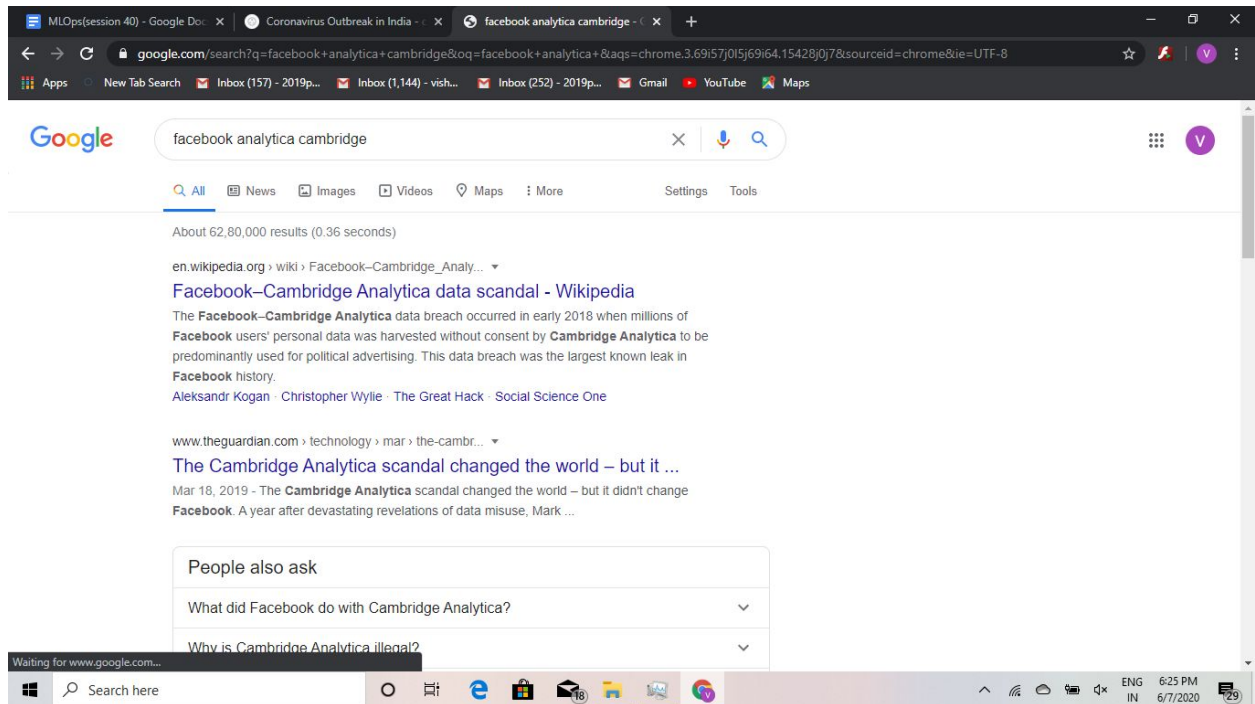 MLOps(session 40) - Google Doc
Coronavirus Outbreak in India - c
facebook analytica cambridge - G
google.com/search?q=facebook+analytica+cambridge&oq=facebook+analytica+&aqs=chrome.3.69i57j0l5j69i64.15428j0j7&sourceid=chrome&ie=UTF-8
Apps New Tab Search Inbox (157) - 2019p... Inbox (1,144) - vish... Inbox (252) - 2019p... Gmail YouTube Maps
V
Google
facebook analytica cambridge
V
All News Images Videos Maps More Settings Tools
About 62,80,000 results (0.36 seconds)
en.wikipedia.org › wiki › Facebook–Cambridge_Analy...
Facebook–Cambridge Analytica data scandal - Wikipedia
The Facebook–Cambridge Analytica data breach occurred in early 2018 when millions of
Facebook users' personal data was harvested without consent by Cambridge Analytica to be
predominantly used for political advertising. This data breach was the largest known leak in
Facebook history.
Aleksandr Kogan · Christopher Wylie · The Great Hack · Social Science One
www.theguardian.com › technology › mar › the-cambr...
The Cambridge Analytica scandal changed the world – but it ...
Mar 18, 2019 - The Cambridge Analytica scandal changed the world – but it didn't change
Facebook. A year after devastating revelations of data misuse, Mark ...
People also ask
What did Facebook do with Cambridge Analytica?
Why is Cambridge Analytica illegal?
Waiting for www.google.com...
Search here
18
ENG
IN
6:25 PM
6/7/2020
29